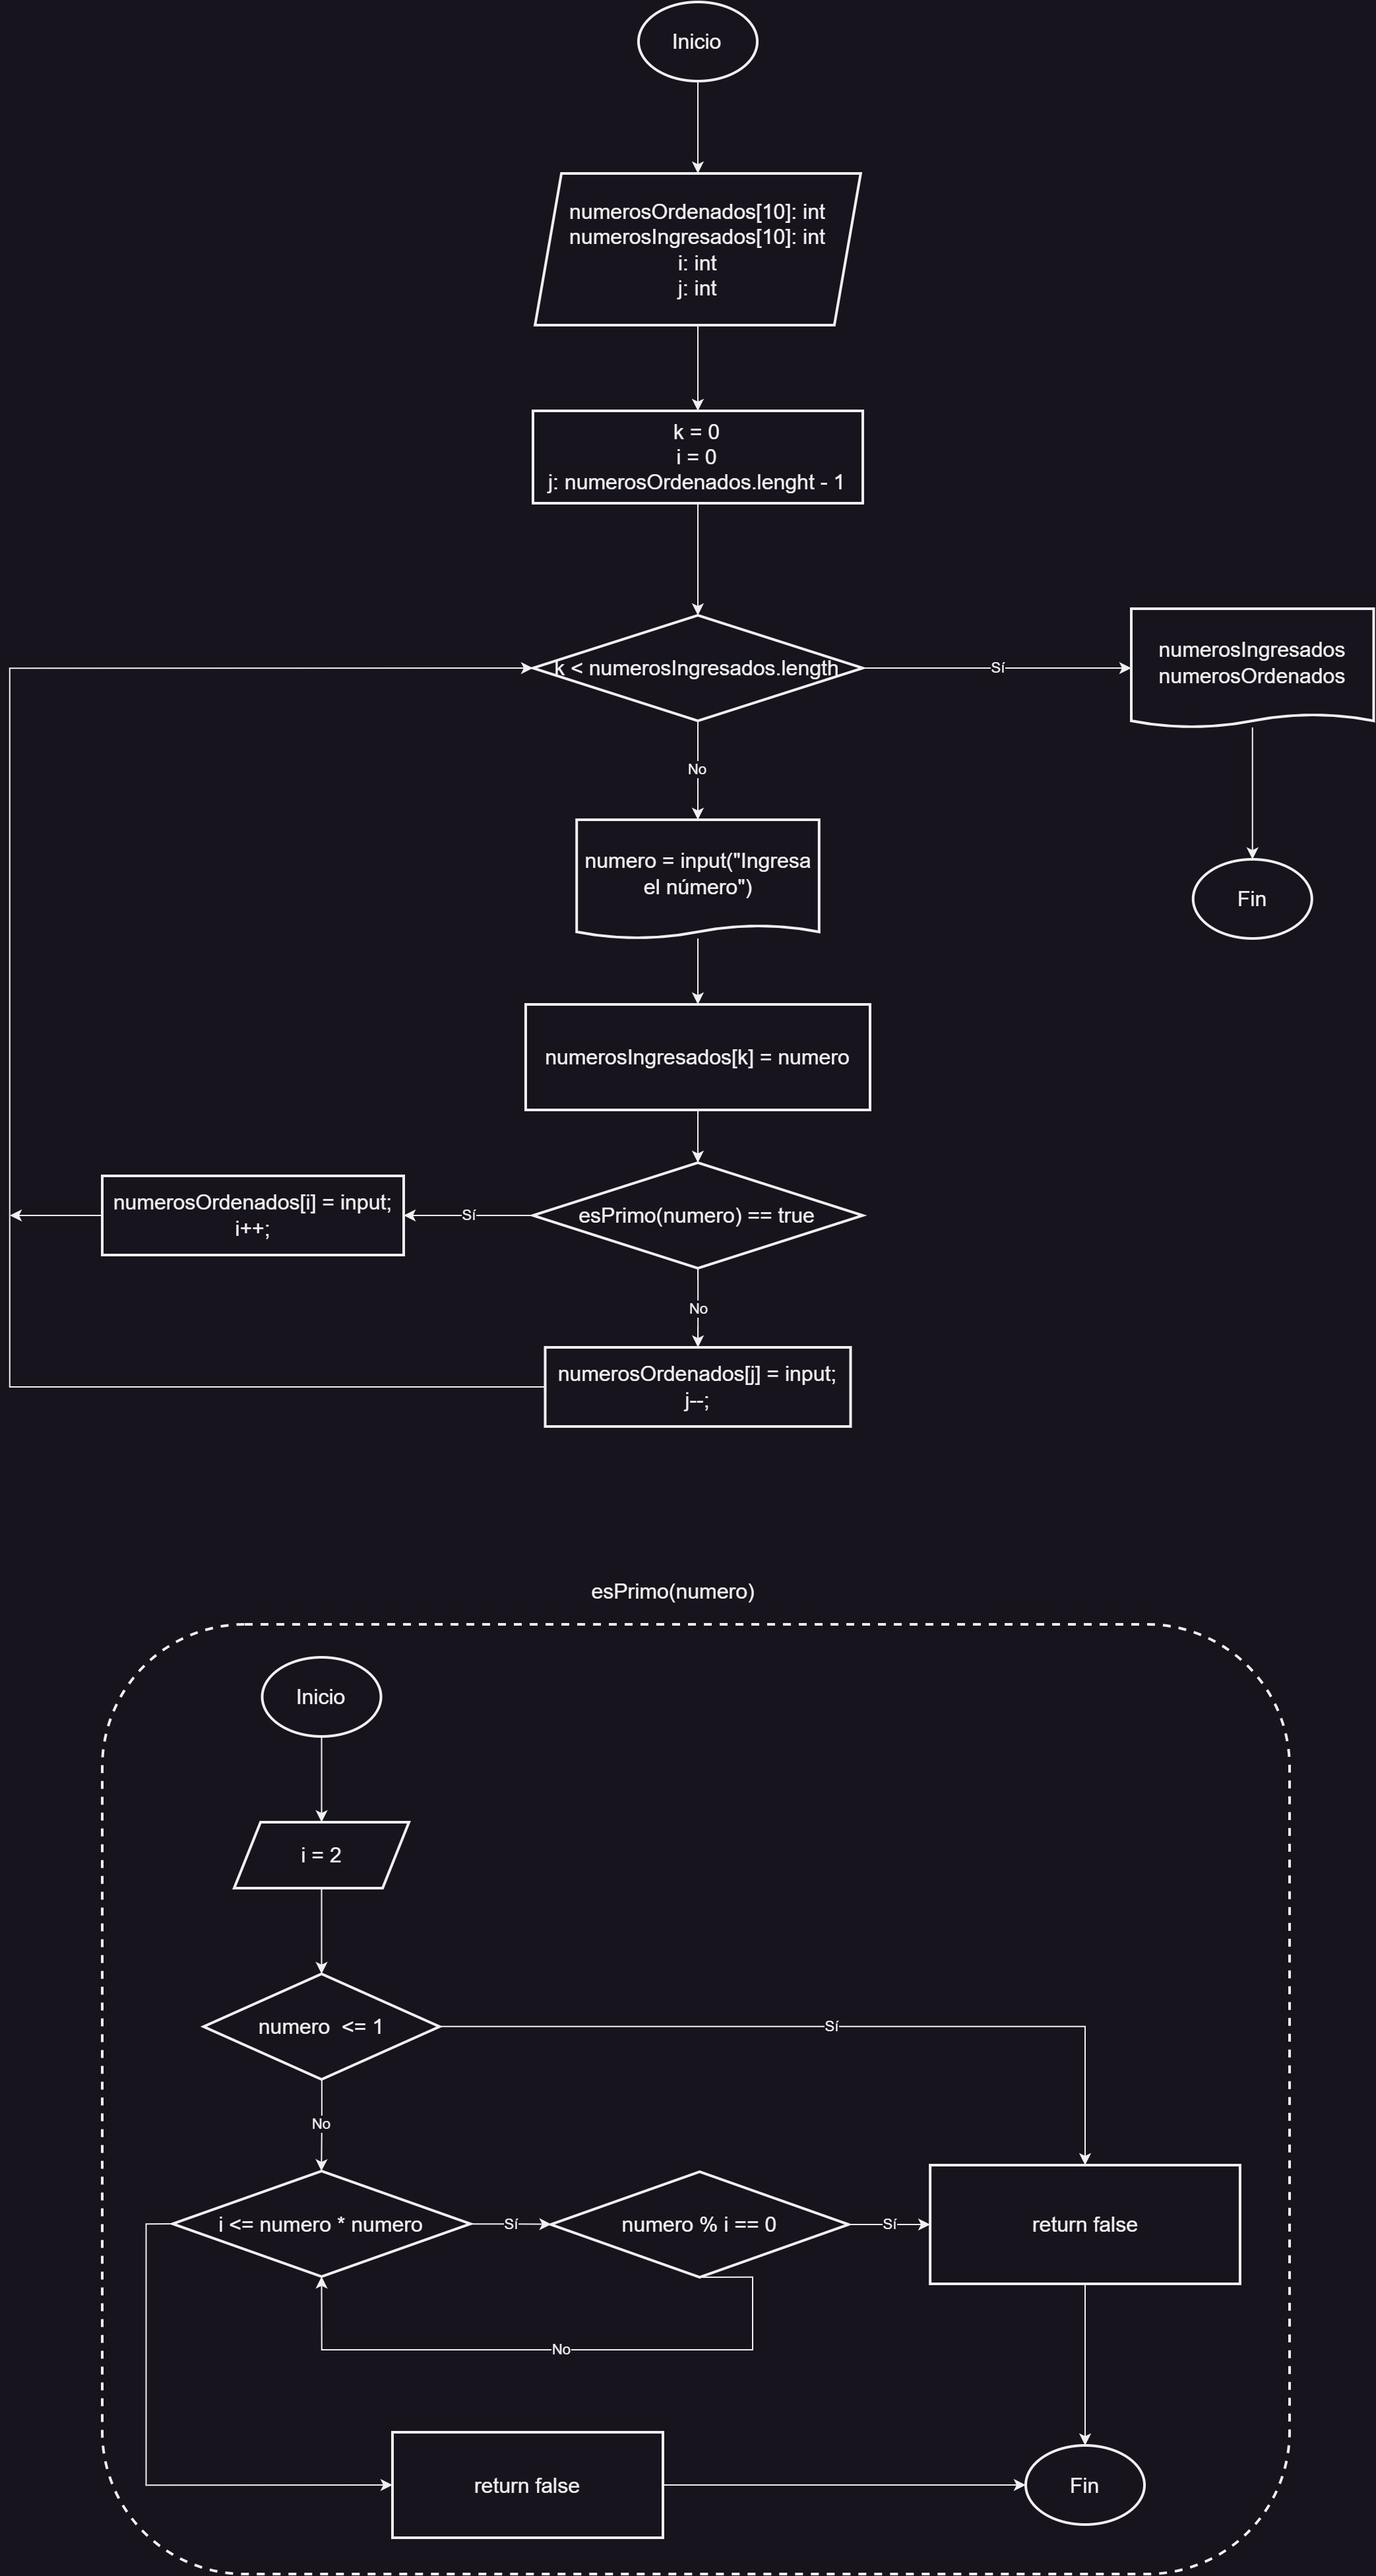 Inicio
numerosOrdenados[10]: int
numerosIngresados[10]: int
i: int
j: int
k = 0
i = 0
j: numerosOrdenados.lenght - 1
k < numerosIngresados.length
Sí
numerosIngresados
numerosOrdenados
No
numero = input("Ingresa
el número")
Fin
numerosIngresados[k] = numero
numerosOrdenados[i] = input;
i++;
Sí
esPrimo(numero) == true
No
numerosOrdenados[j] = input;
j--;
esPrimo(numero)
Inicio
i = 2
numero  <= 1
Sí
No
i <= numero * numero
Sí
numero % i == 0
Sí
return false
No
return false
Fin